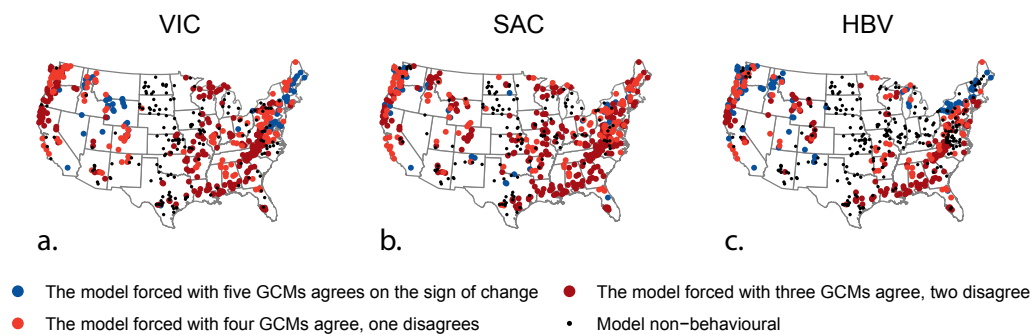 VIC SAC HBV
a. b. c.
The model forced with five GCMs agrees on the sign of change The model forced with three GCMs agree, two disagree
The model forced with four GCMs agree, one disagrees Model non−behavioural